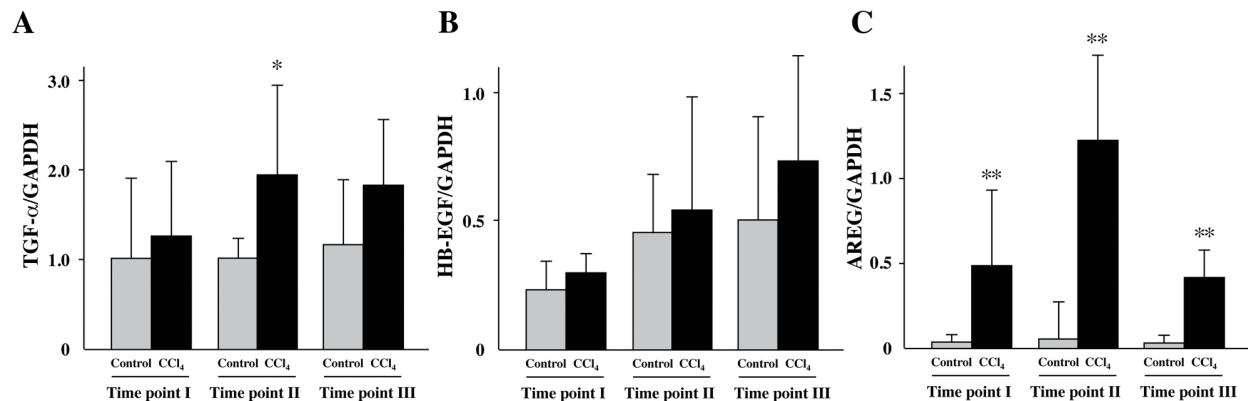 A
TGF-α/GAPDH
3.0
2.0
1.0
0
*
Control CCl₄ Control CCl₄ Control CCl₄
Time point I Time point II Time point III
B
HB-EGF/GAPDH
1.0
0.5
0
Control CCl₄ Control CCl₄ Control CCl₄
Time point I Time point II Time point III
C
AREG/GAPDH
1.5
1.0
0.5
0
**
**
**
Control CCl₄ Control CCl₄ Control CCl₄
Time point I Time point II Time point III